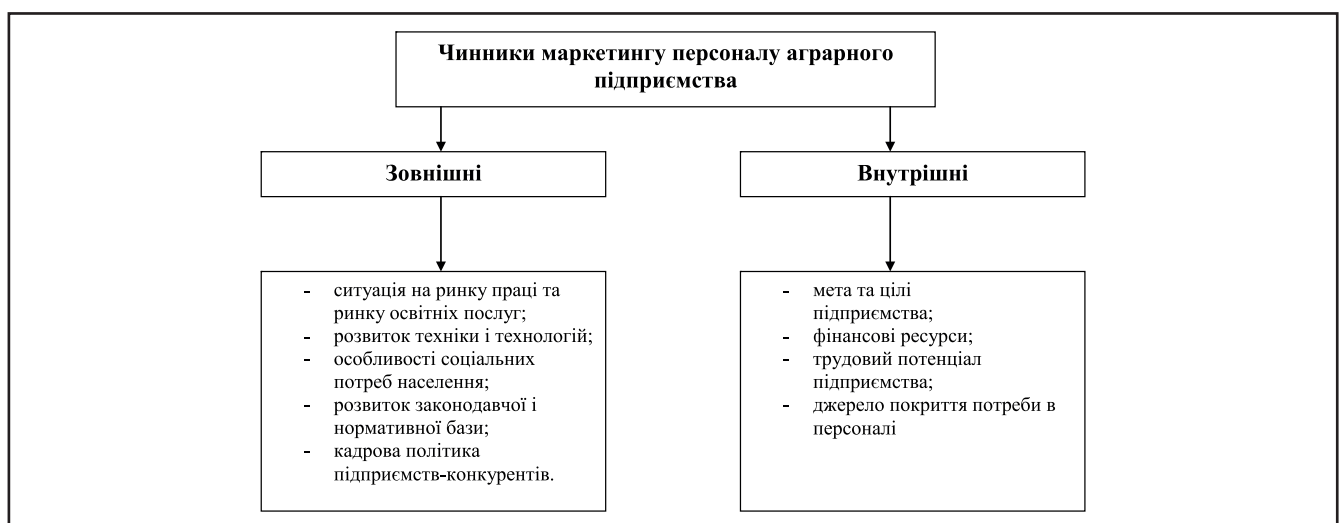 Чинники маркетингу персоналу аграрного
підприємства
Зовнішні
Внутрішні
- ситуація на ринку праці та
ринку освітніх послуг;
- розвиток техніки і технологій;
- особливості соціальних
потреб населення;
- розвиток законодавчої і
нормативної бази;
- кадрова політика
підприємств-конкурентів.
- мета та цілі
підприємства;
- фінансові ресурси;
- трудовий потенціал
підприємства;
- джерело покриття потреби в
персоналі